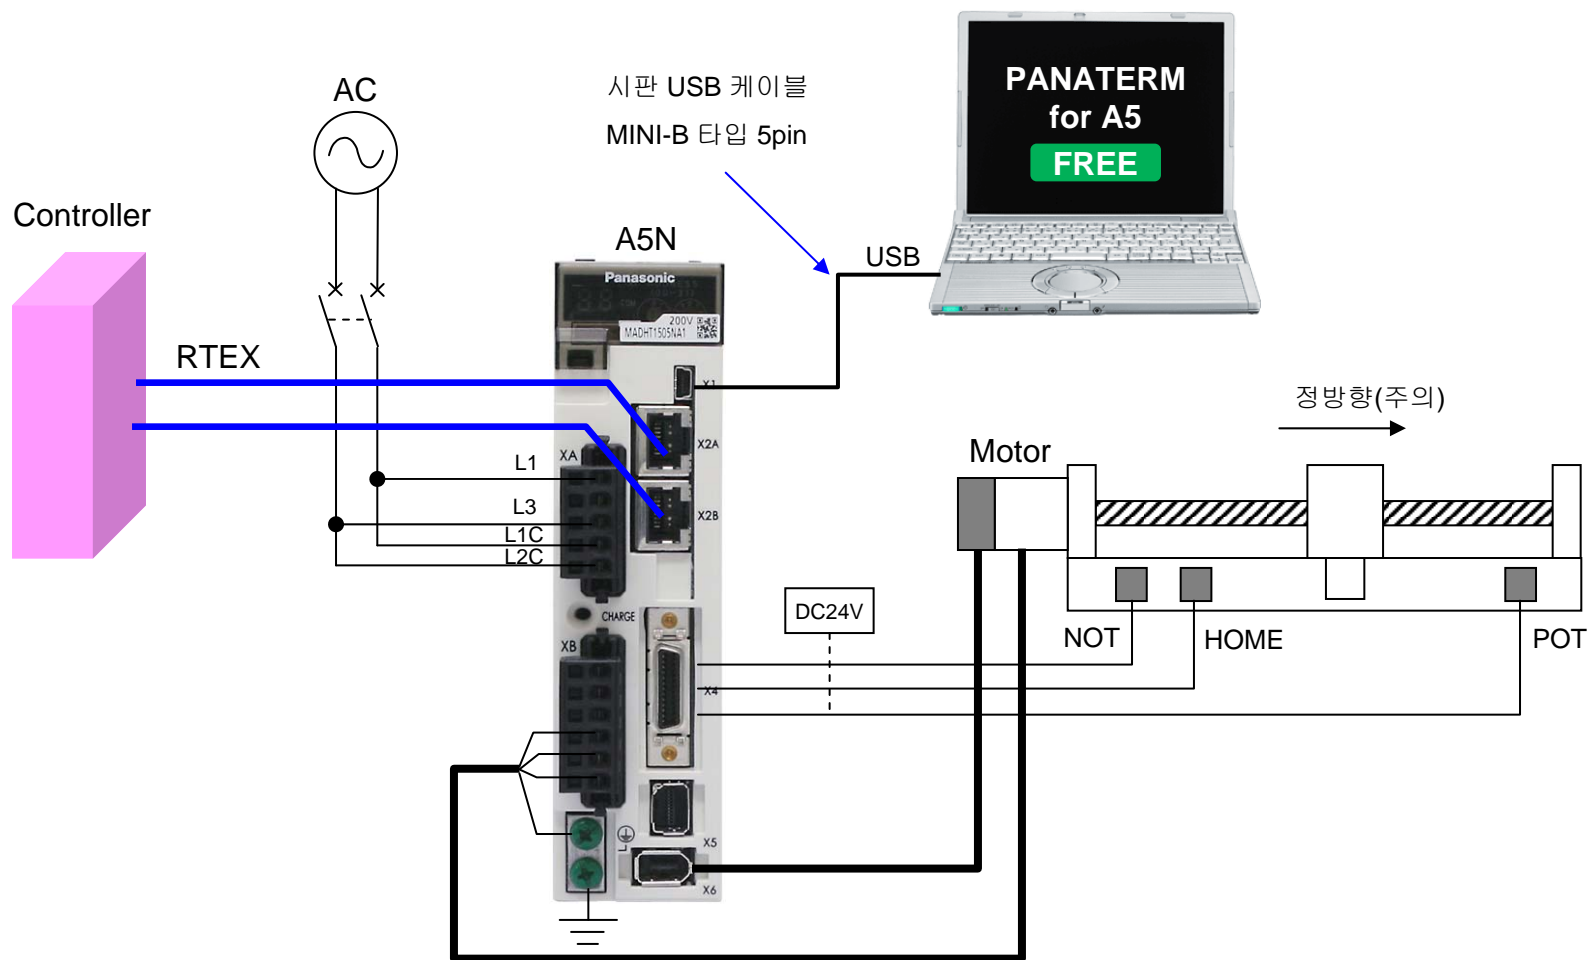 AC
시판 USB 케이블
MINI-B 타입 5pin
PANATERM
for A5
FREE
Controller
A5N
USB
Panasonic
200V
MADHT1505NA1
RTEX
X1
정방향(주의)
X2A
Motor
XA
L1
L3
X2B
L1C
L2C
DC24V
CHARGE
NOT
HOME
POT
XB
X4
X5
X6